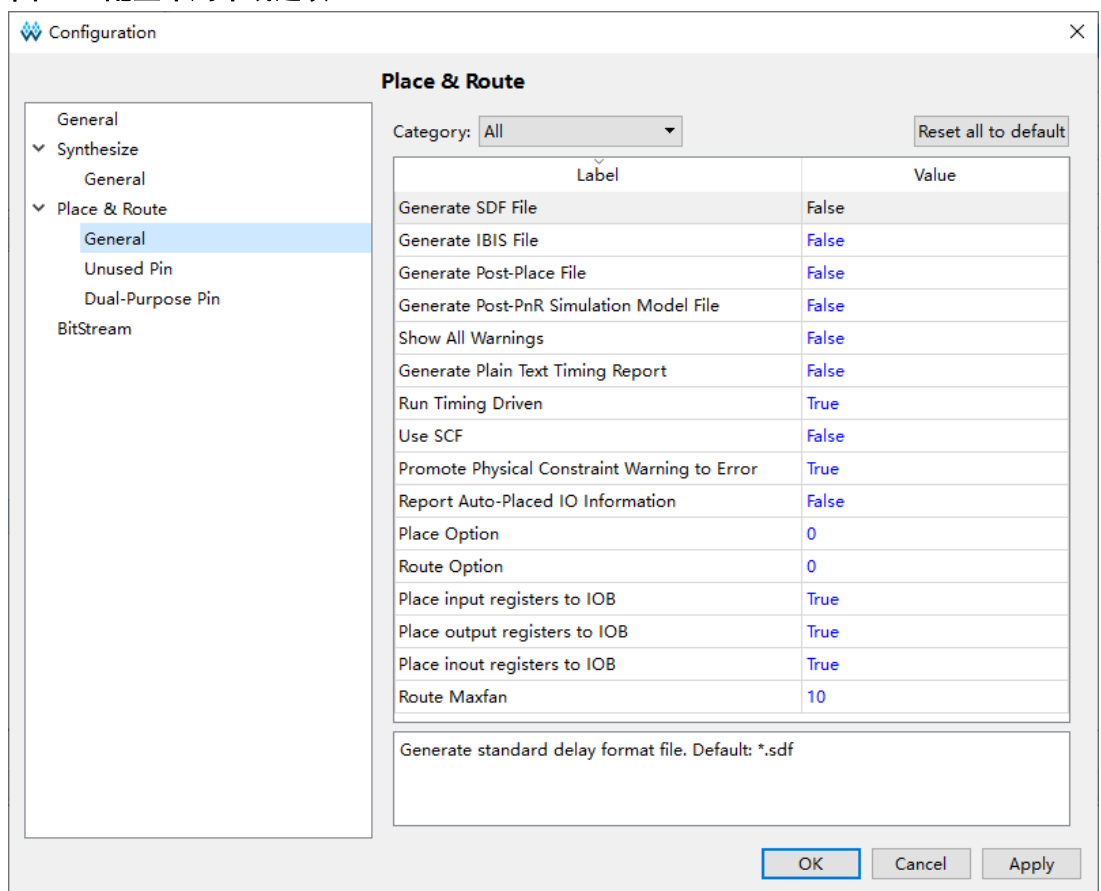 Configuration
Place & Route
General
Synthesize
General
Place & Route
General
Unused Pin
Dual-Purpose Pin
BitStream
Category: All
Reset all to default
Label Value
Generate SDF File False
Generate IBIS File False
Generate Post-Place File False
Generate Post-PnR Simulation Model File False
Show All Warnings False
Generate Plain Text Timing Report False
Run Timing Driven True
Use SCF False
Promote Physical Constraint Warning to Error True
Report Auto-Placed IO Information False
Place Option 0
Route Option 0
Place input registers to IOB True
Place output registers to IOB True
Place inout registers to IOB True
Route Maxfan 10
Generate standard delay format file. Default: *.sdf
OK Cancel Apply